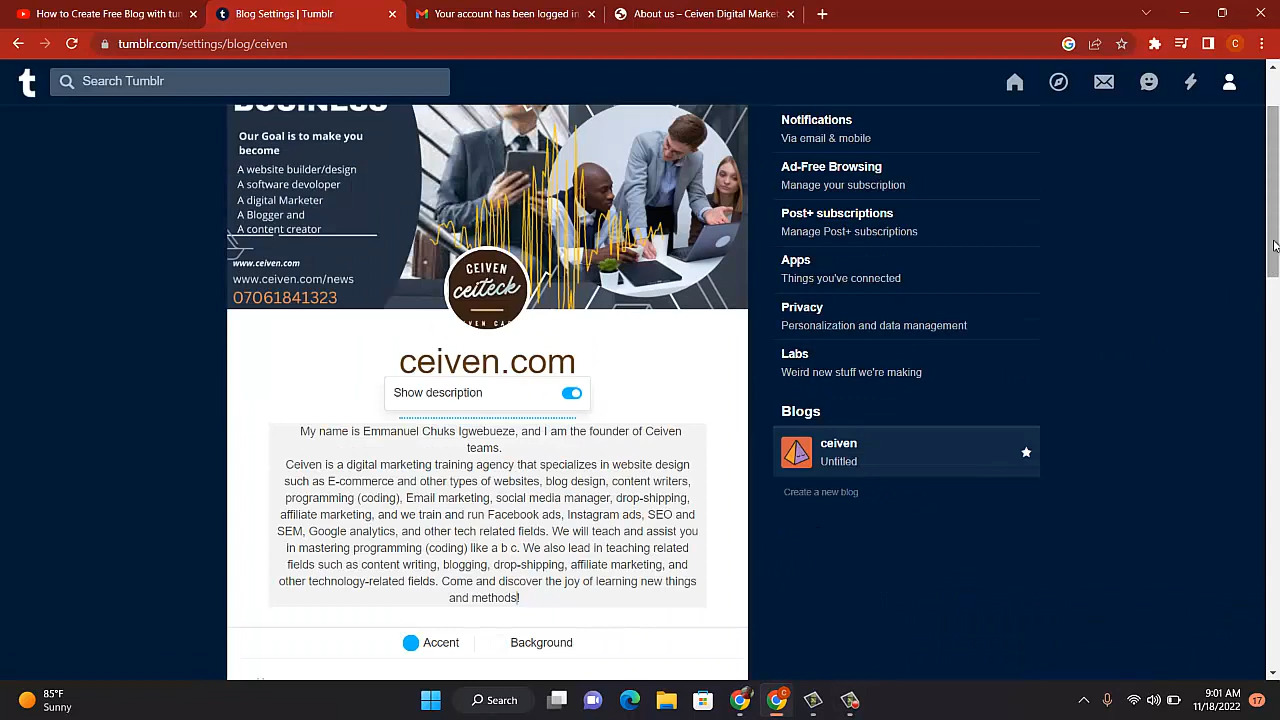 How to Create Free Blog with tum
Blog Settings | Tumblr
Your account has been logged in
About us – Ceiven Digital Market
tumblr.com/settings/blog/ceiven
Search Tumblr
BUSINESS
Our Goal is to make you
become
A website builder/design
A software devoloper
A digital Marketer
A Blogger and
A content creator
www.ceiven.com
www.ceiven.com/news
07061841323
CEIVEN
ceiteck
ceiven.com
Show description
My name is Emmanuel Chuks Igwebueze, and I am the founder of Ceiven
teams.
Ceiven is a digital marketing training agency that specializes in website design
such as E-commerce and other types of websites, blog design, content writers,
programming (coding), Email marketing, social media manager, drop-shipping,
affiliate marketing, and we train and run Facebook ads, Instagram ads, SEO and
SEM, Google analytics, and other tech related fields. We will teach and assist you
in mastering programming (coding) like a b c. We also lead in teaching related
fields such as content writing, blogging, drop-shipping, affiliate marketing, and
other technology-related fields. Come and discover the joy of learning new things
and methods!
Accent
Background
Notifications
Via email & mobile
Ad-Free Browsing
Manage your subscription
Post+ subscriptions
Manage Post+ subscriptions
Apps
Things you've connected
Privacy
Personalization and data management
Labs
Weird new stuff we're making
Blogs
ceiven
Untitled
Create a new blog
85°F
Sunny
Search
9:01 AM
11/18/2022
17